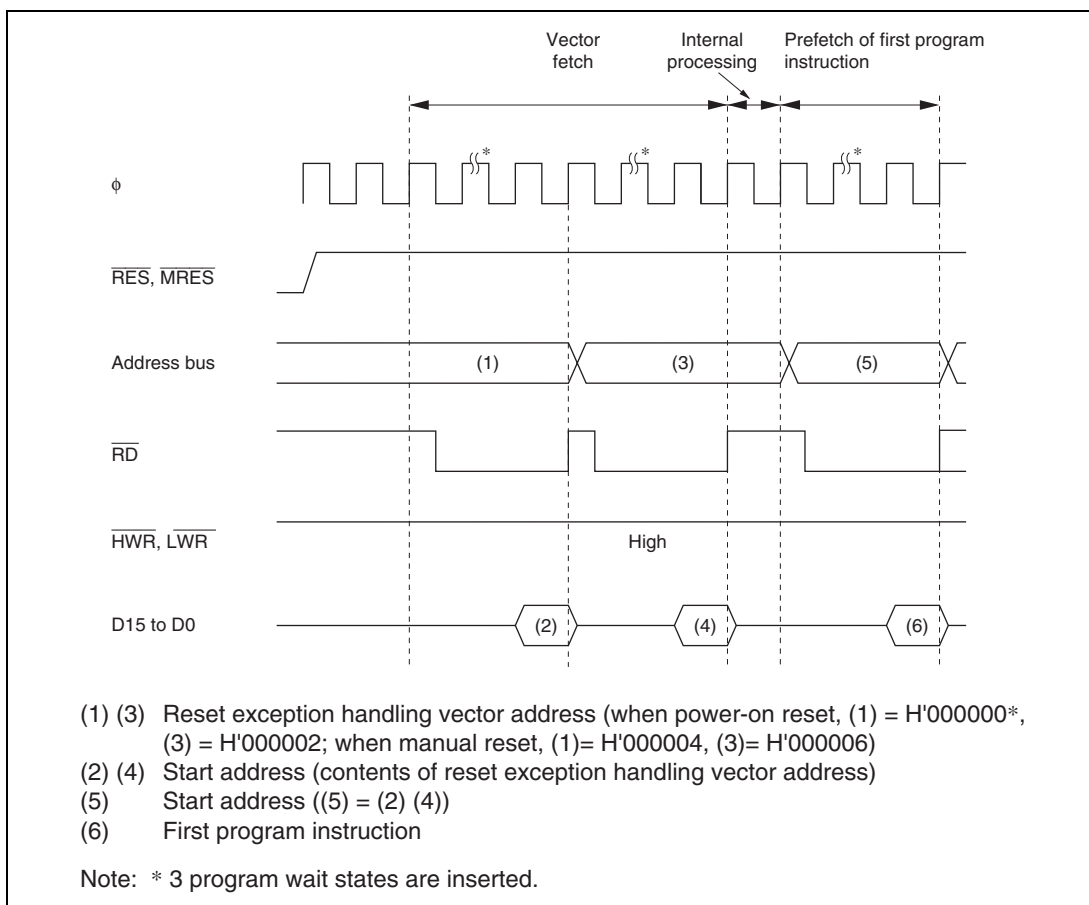 Vector fetch
Internal processing
Prefetch of first program instruction
φ
*
*
*
RES, MRES
Address bus
(1)
(3)
(5)
RD
HWR, LWR
High
D15 to D0
(2)
(4)
(6)
(1) (3) Reset exception handling vector address (when power-on reset, (1) = H'000000*,
(3) = H'000002; when manual reset, (1)= H'000004, (3)= H'000006)
(2) (4) Start address (contents of reset exception handling vector address)
(5) Start address ((5) = (2) (4))
(6) First program instruction
Note: * 3 program wait states are inserted.